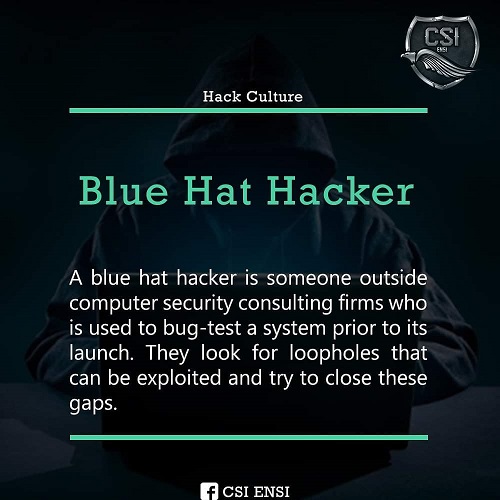 CSI
ENSI
Hack Culture
Blue Hat Hacker
A blue hat hacker is someone outside
computer security consulting firms who
is used to bug-test a system prior to its
launch. They look for loopholes that
can be exploited and try to close these
gaps.
CSI ENSI